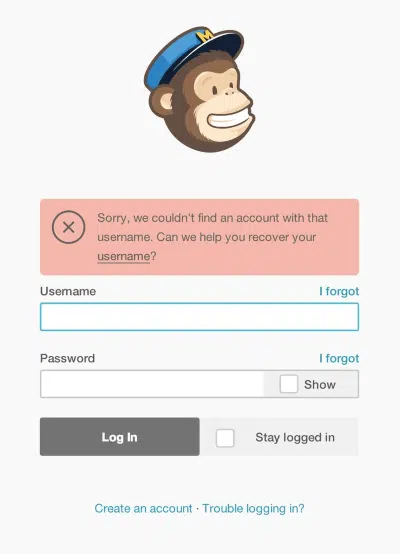 M
Sorry, we couldn't find an account with that
username. Can we help you recover your
username?
Username I forgot
Password I forgot
Show
Log In Stay logged in
Create an account · Trouble logging in?